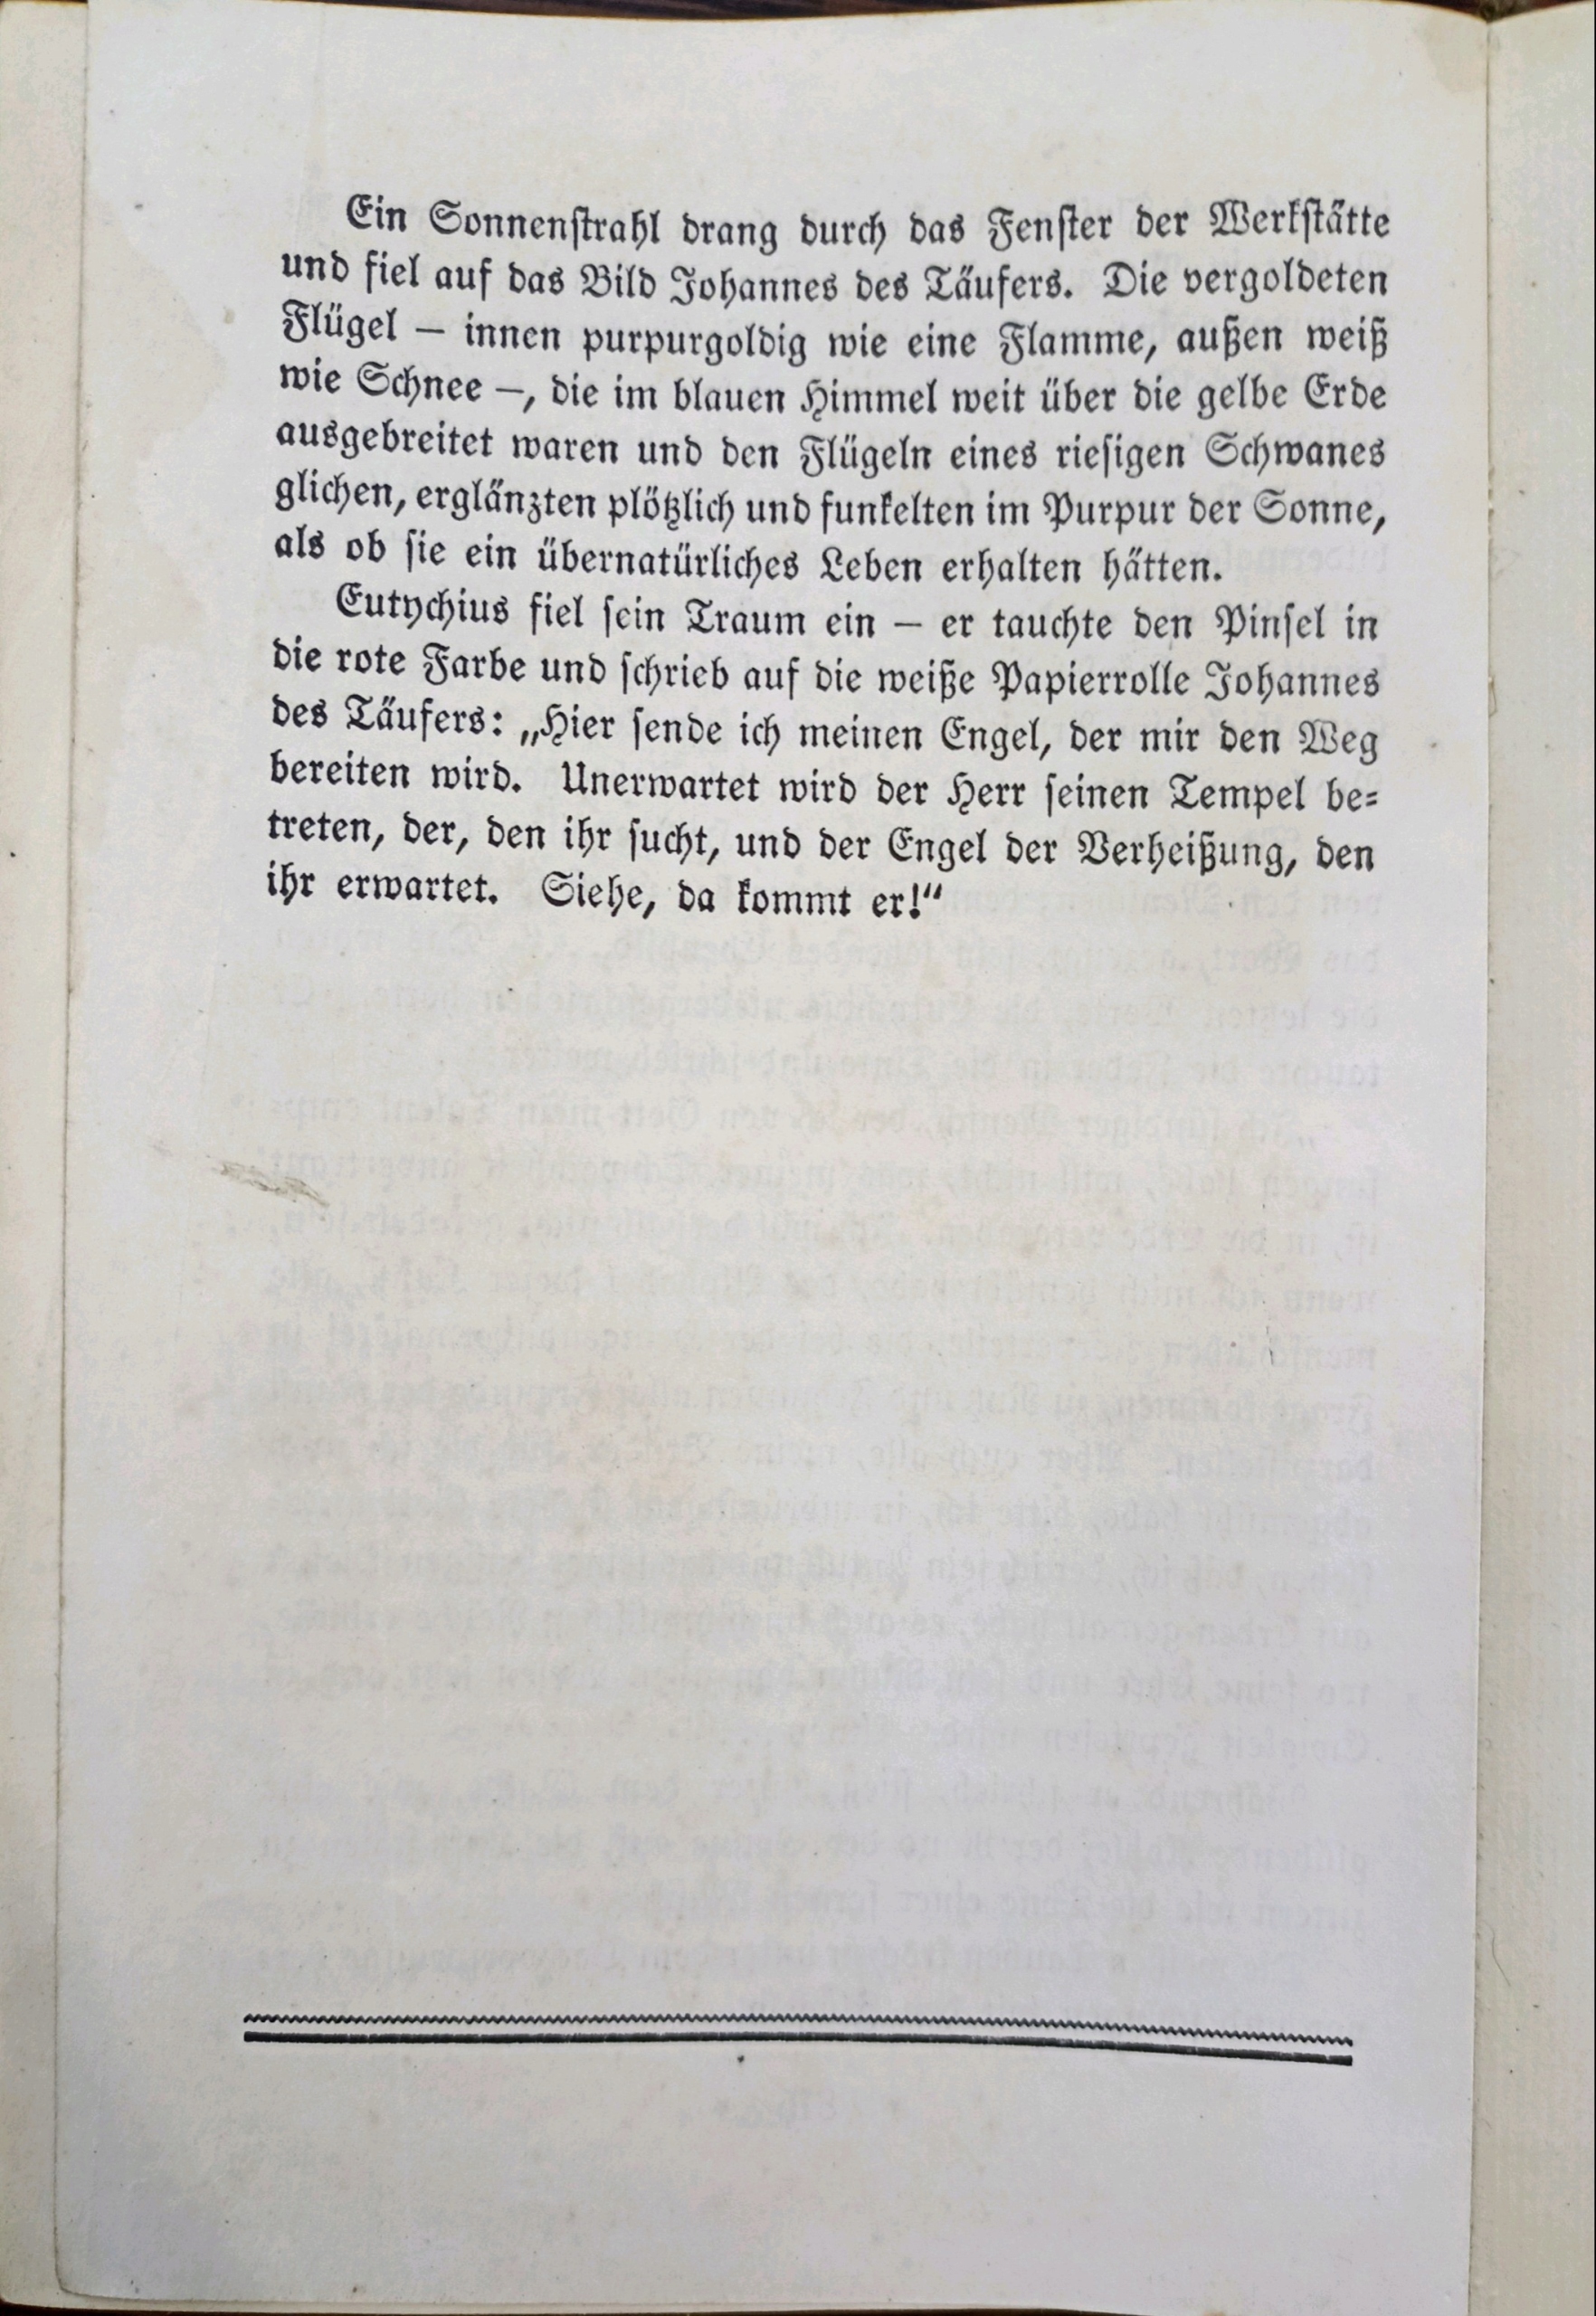 Ein Sonnenstrahl drang durch das Fenster der Werkstätte
und fiel auf das Bild Johannes des Täufers. Die vergoldeten
Flügel — innen purpurgoldig wie eine Flamme, außen weiß
wie Schnee —, die im blauen Himmel weit über die gelbe Erde
ausgebreitet waren und den Flügeln eines riesigen Schwanes
glichen, erglänzten plötzlich und funkelten im Purpur der Sonne,
als ob sie ein übernatürliches Leben erhalten hätten.
Eutychius fiel sein Traum ein — er tauchte den Pinsel in
die rote Farbe und schrieb auf die weiße Papierrolle Johannes
des Täufers: „Hier sende ich meinen Engel, der mir den Weg
bereiten wird. Unerwartet wird der Herr seinen Tempel be-
treten, der, den ihr sucht, und der Engel der Verheißung, den
ihr erwartet. Siehe, da kommt er!“